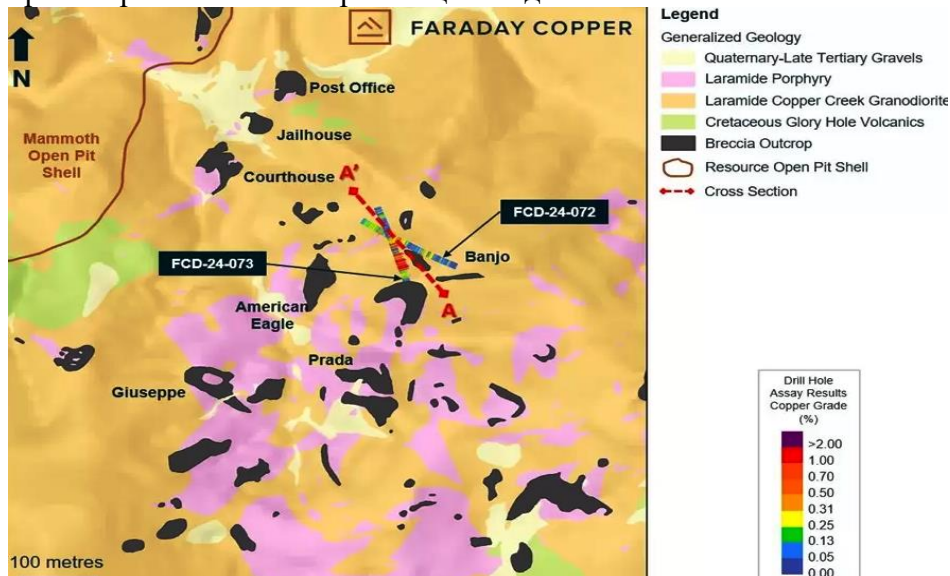 FARADAY COPPER
N
Post Office
Jailhouse
Mammoth
Open Pit
Shell
Courthouse
A'
FCD-24-072
Banjo
FCD-24-073
A
American
Eagle
Prada
Giuseppe
100 metres
Legend
Generalized Geology
Quaternary-Late Tertiary Gravels
Laramide Porphyry
Laramide Copper Creek Granodiorite
Cretaceous Glory Hole Volcanics
Breccia Outcrop
Resource Open Pit Shell
Cross Section
Drill Hole
Assay Results
Copper Grade
(%)
>2.00
1.00
0.70
0.50
0.31
0.25
0.13
0.05
0.00